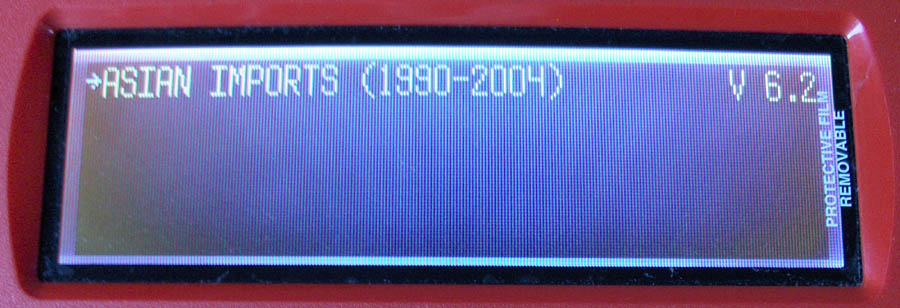 →ASIAN IMPORTS (1990-2004) V 6.2
PROTECTIVE FILM
REMOVABLE